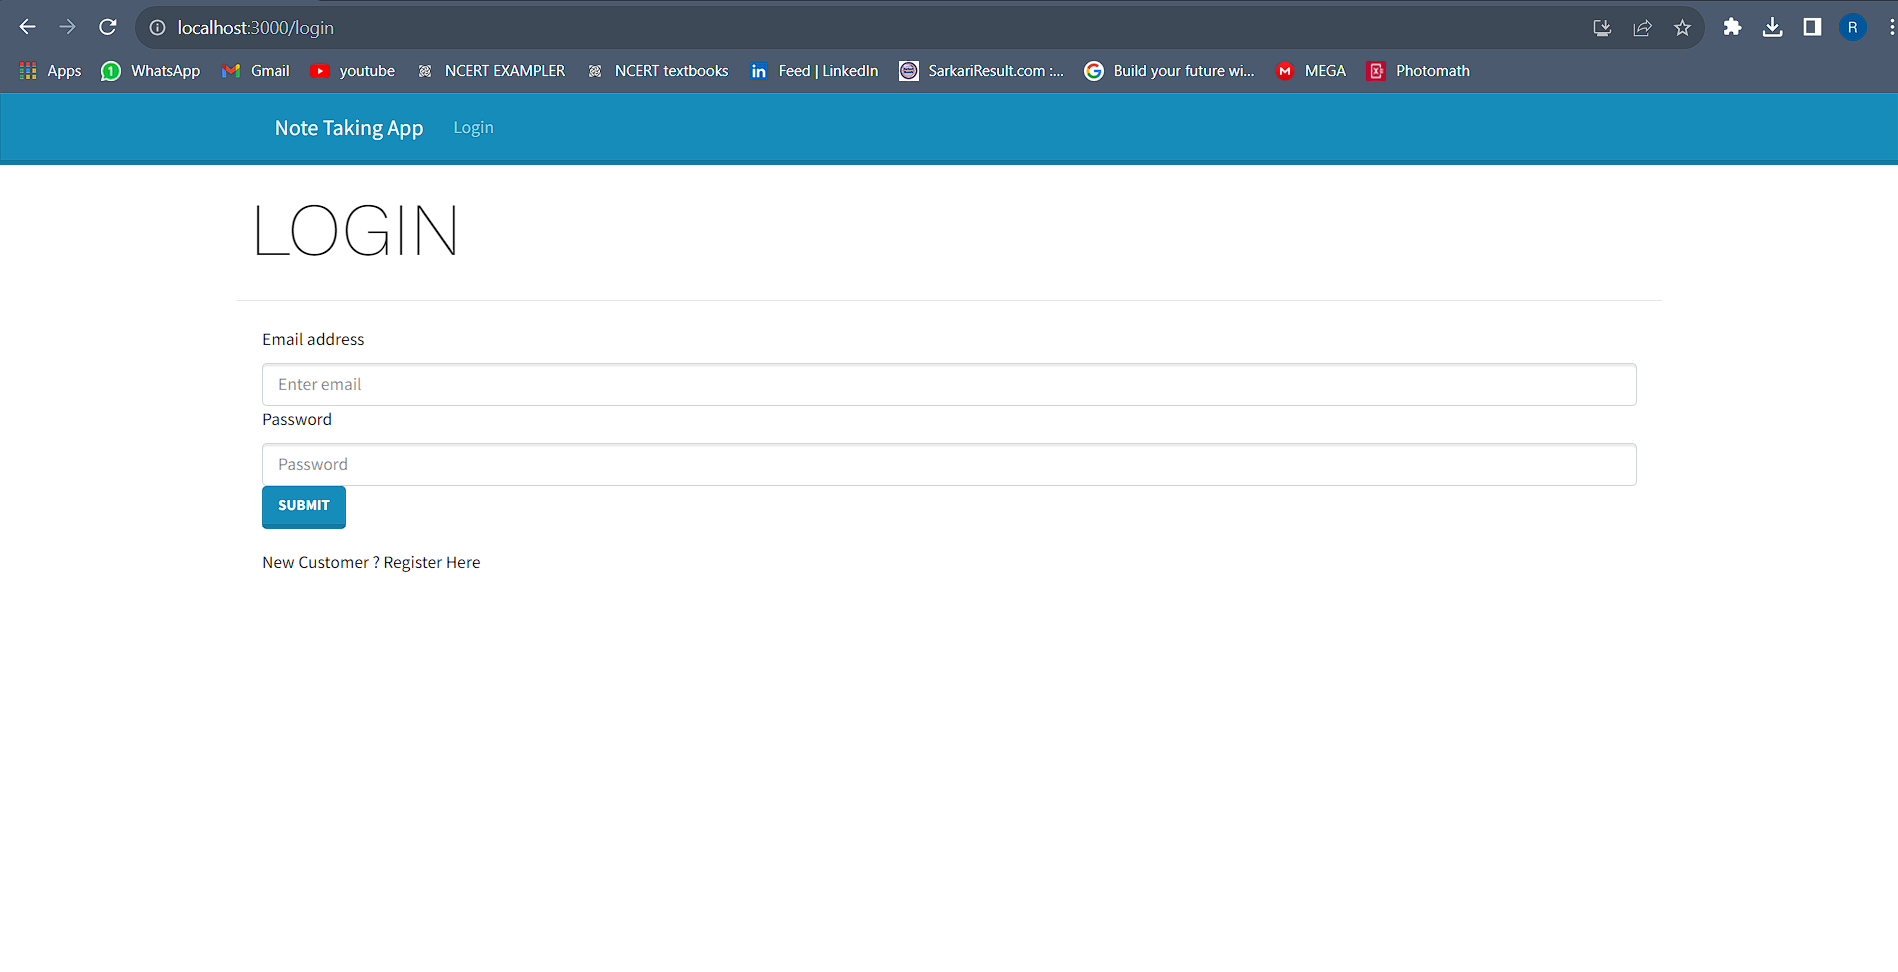 localhost:3000/login
R
Apps WhatsApp Gmail youtube NCERT EXAMPLER NCERT textbooks Feed | LinkedIn SarkariResult.com :... Build your future wi... MEGA Photomath
Note Taking App Login
LOGIN
Email address
Enter email
Password
Password
SUBMIT
New Customer ? Register Here